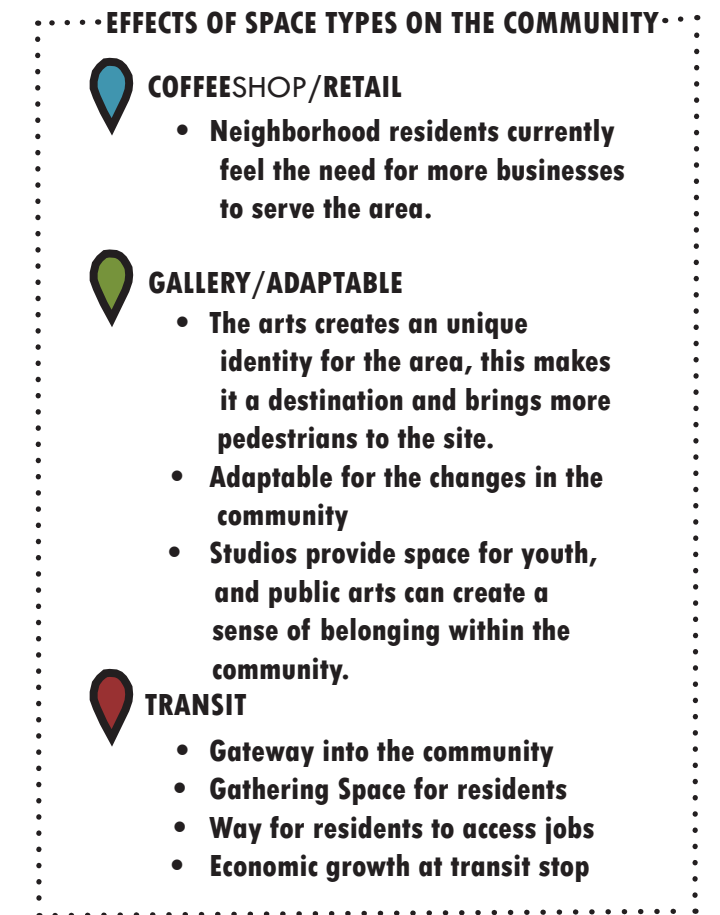 EFFECTS OF SPACE TYPES ON THE COMMUNITY
COFFEESHOP/RETAIL
• Neighborhood residents currently
feel the need for more businesses
to serve the area.
GALLERY/ADAPTABLE
• The arts creates an unique
identity for the area, this makes
it a destination and brings more
pedestrians to the site.
• Adaptable for the changes in the
community
• Studios provide space for youth,
and public arts can create a
sense of belonging within the
community.
TRANSIT
• Gateway into the community
• Gathering Space for residents
• Way for residents to access jobs
• Economic growth at transit stop